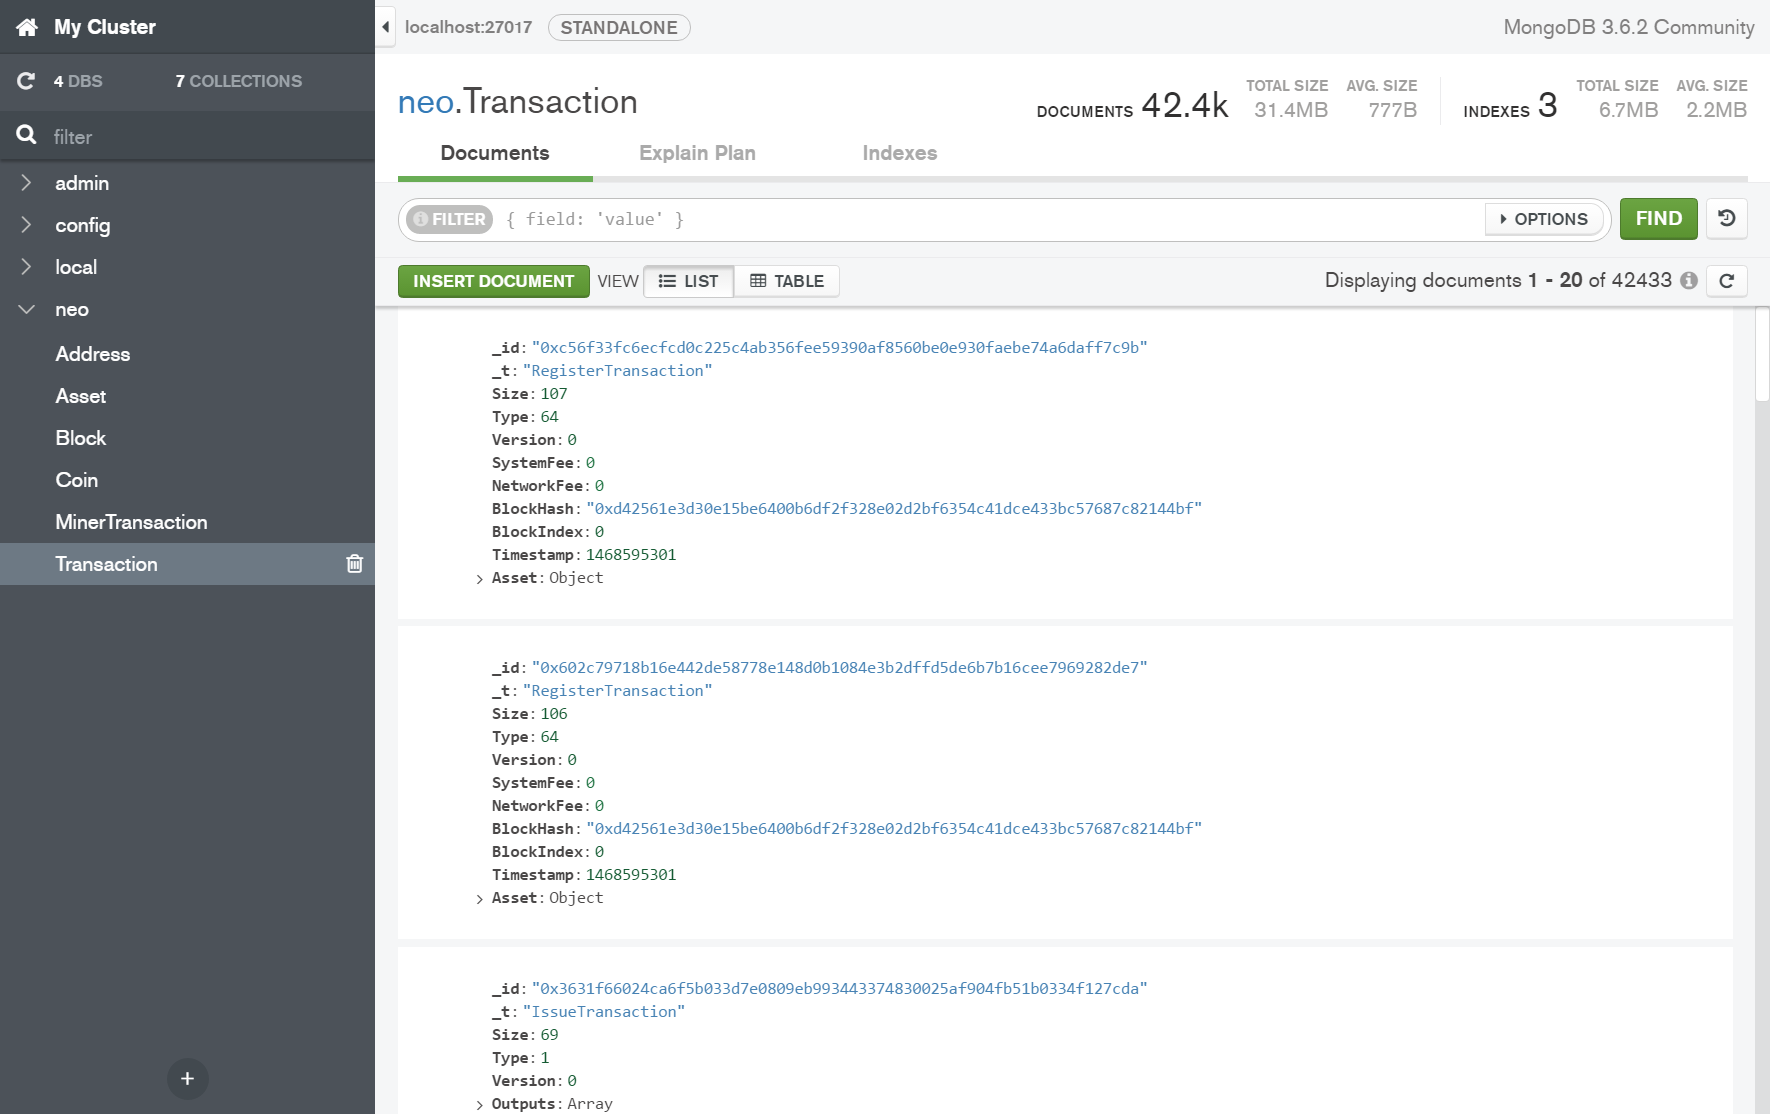 My Cluster
4 DBS 7 COLLECTIONS
filter
admin
config
local
neo
Address
Asset
Block
Coin
MinerTransaction
Transaction
+
localhost:27017 STANDALONE MongoDB 3.6.2 Community
neo.Transaction
DOCUMENTS 42.4k TOTAL SIZE 31.4MB AVG. SIZE 777B INDEXES 3 TOTAL SIZE 6.7MB AVG. SIZE 2.2MB
Documents Explain Plan Indexes
FILTER { field: 'value' } OPTIONS FIND
INSERT DOCUMENT VIEW LIST TABLE Displaying documents 1 - 20 of 42433
_id: "0xc56f33fc6ecfcd0c225c4ab356fee59390af8560be0e930faebe74a6daff7c9b"
_t: "RegisterTransaction"
Size: 107
Type: 64
Version: 0
SystemFee: 0
NetworkFee: 0
BlockHash: "0xd42561e3d30e15be6400b6df2f328e02d2bf6354c41dce433bc57687c82144bf"
BlockIndex: 0
Timestamp: 1468595301
Asset: Object
_id: "0x602c79718b16e442de58778e148d0b1084e3b2dffd5de6b7b16cee7969282de7"
_t: "RegisterTransaction"
Size: 106
Type: 64
Version: 0
SystemFee: 0
NetworkFee: 0
BlockHash: "0xd42561e3d30e15be6400b6df2f328e02d2bf6354c41dce433bc57687c82144bf"
BlockIndex: 0
Timestamp: 1468595301
Asset: Object
_id: "0x3631f66024ca6f5b033d7e0809eb993443374830025af904fb51b0334f127cda"
_t: "IssueTransaction"
Size: 69
Type: 1
Version: 0
Outputs: Array